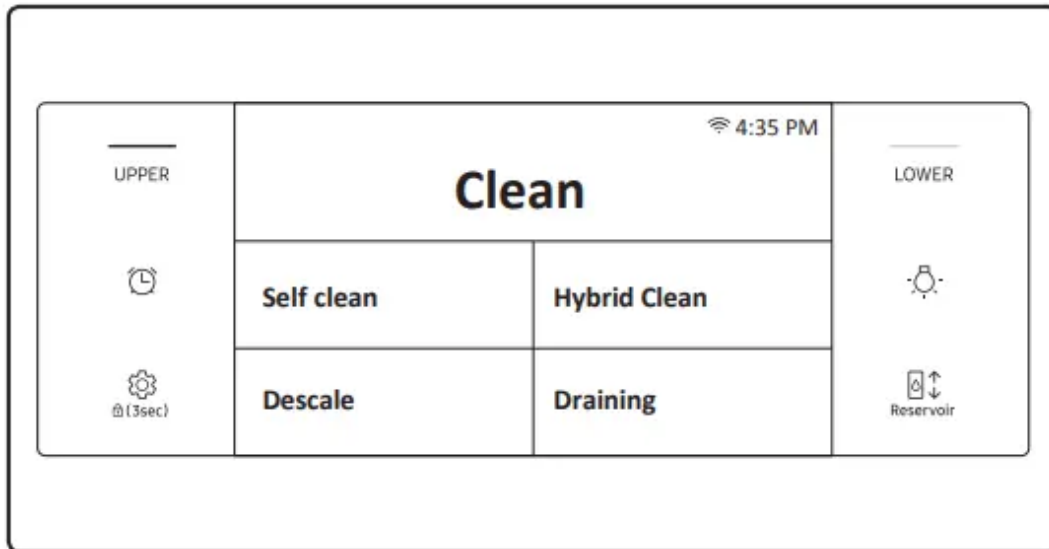 4:35 PM
UPPER
Clean
LOWER
Self clean
Hybrid Clean
(3sec)
Descale
Draining
Reservoir